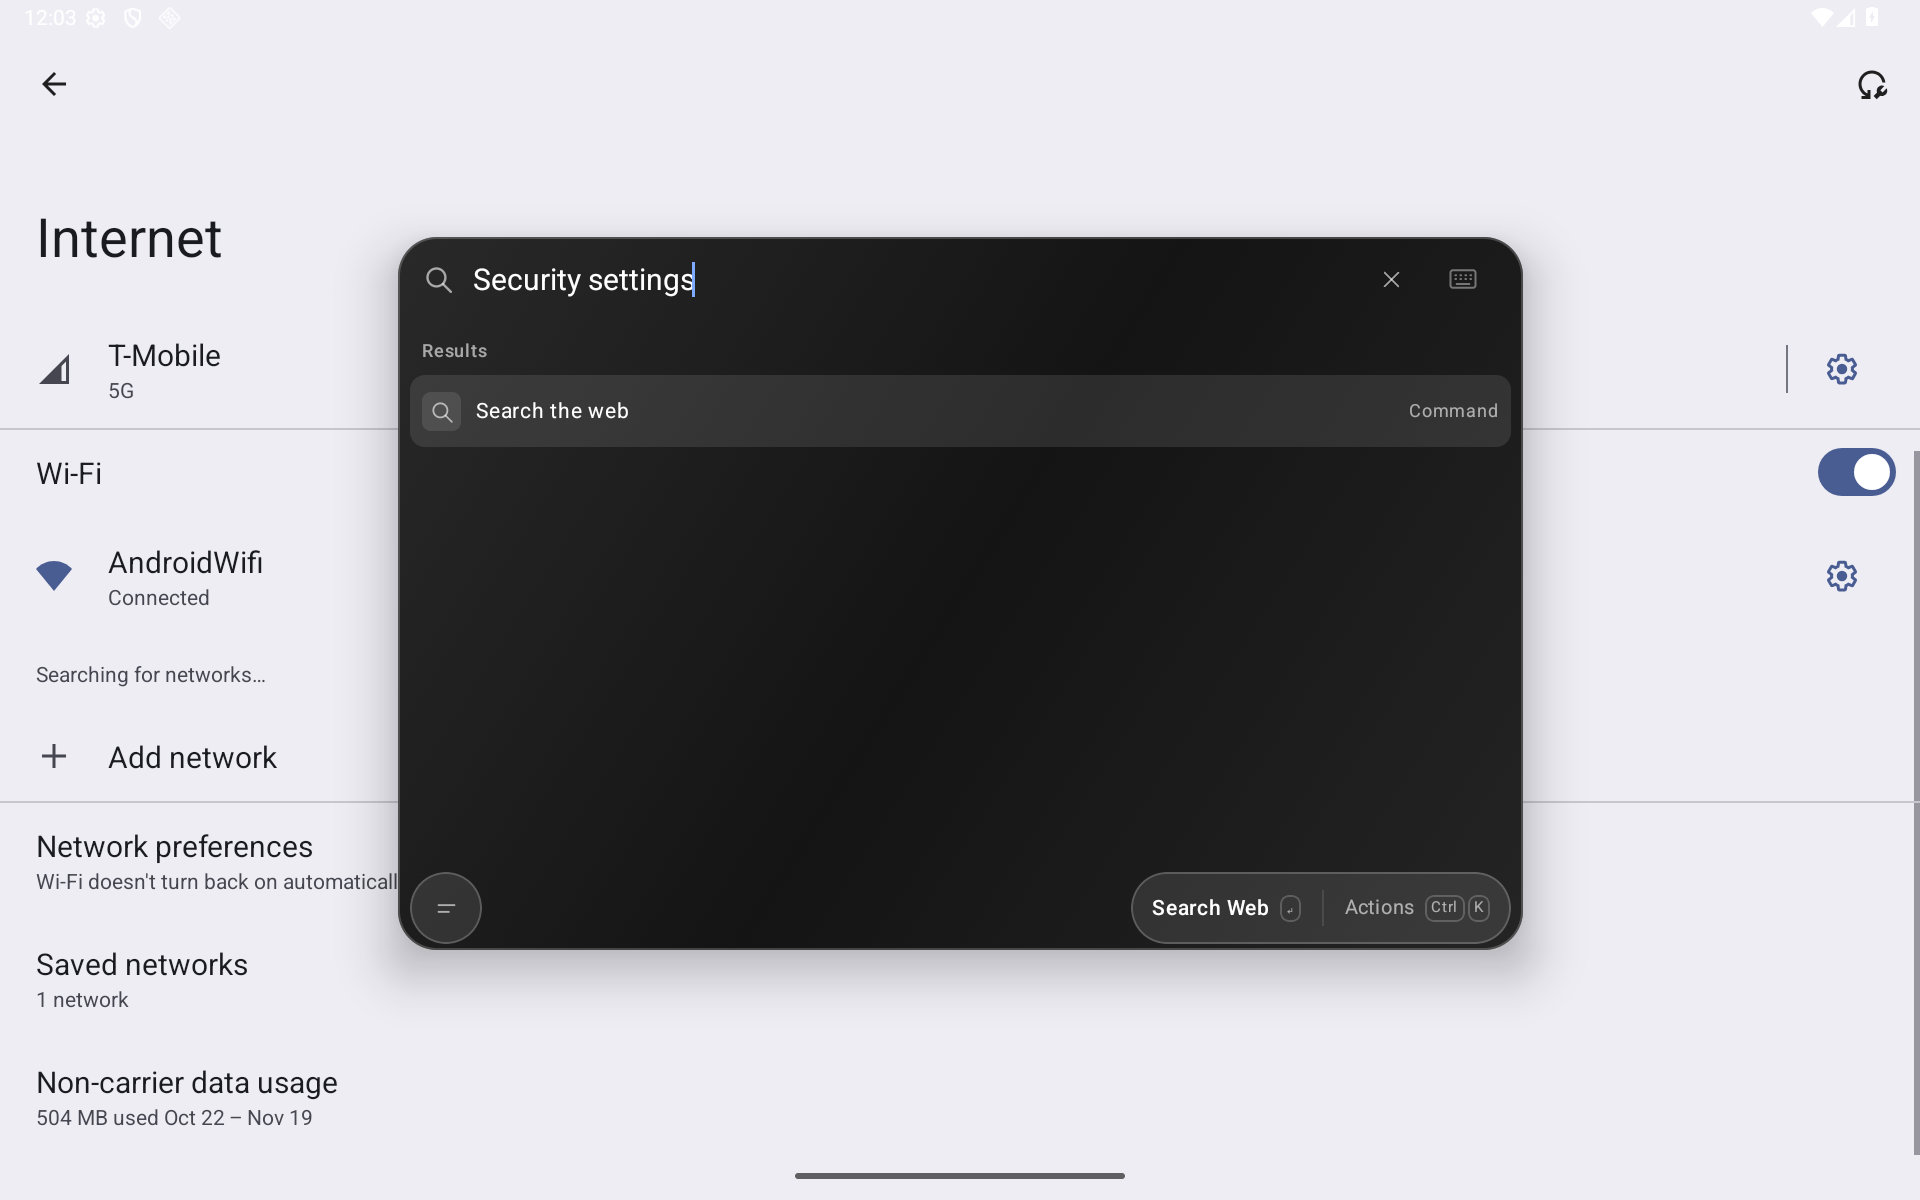 12:03
Internet
T-Mobile
5G
Wi-Fi
AndroidWifi
Connected
Searching for networks…
Add network
Network preferences
Wi-Fi doesn't turn back on automaticall
Saved networks
1 network
Non-carrier data usage
504 MB used Oct 22 – Nov 19
Security settings
Results
Search the web
Command
Search Web
Actions
Ctrl
K